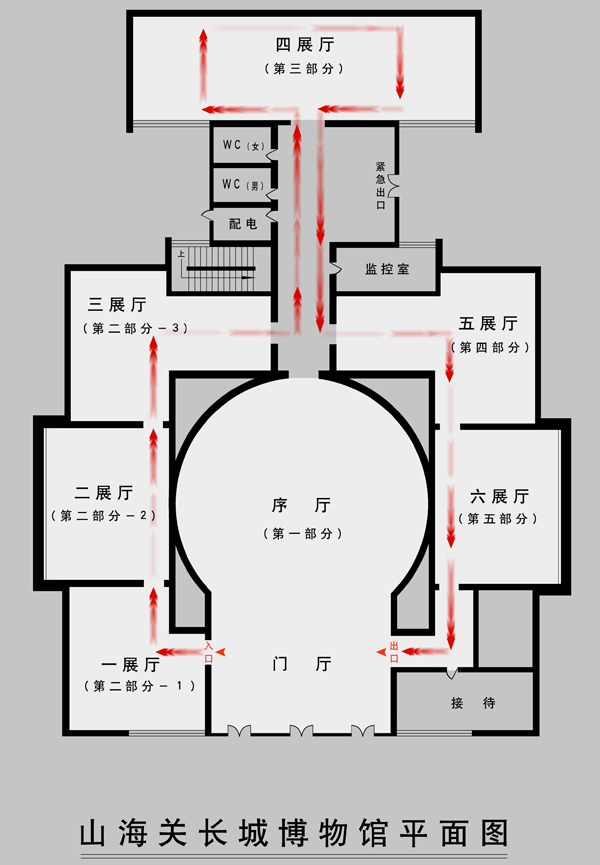 四展厅
（第三部分）
WC（女）
WC（男）
配电
紧急出口
上
监控室
三展厅
（第二部分－3）
五展厅
（第四部分）
二展厅
（第二部分－2）
序 厅
（第一部分）
六展厅
（第五部分）
入口
出口
一展厅
（第二部分－1）
门 厅
接 待
山海关长城博物馆平面图